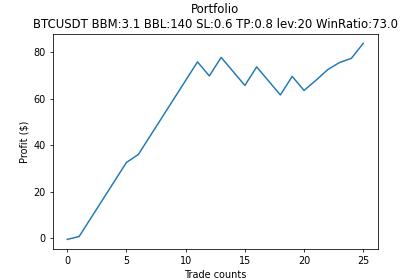 Portfolio
BTCUSDT BBM:3.1 BBL:140 SL:0.6 TP:0.8 lev:20 WinRatio:73.0
80
60
40
20
0
Profit ($)
0 5 10 15 20 25
Trade counts